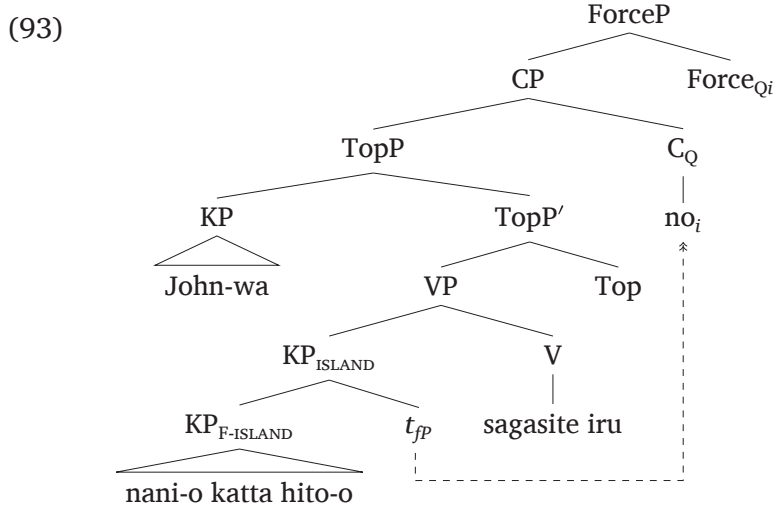 (93)
ForceP
CP Force_Qi
TopP C_Q
KP TopP′ no_i
John-wa VP Top
KP_ISLAND V
KP_F-ISLAND t_fP sagasite iru
nani-o katta hito-o